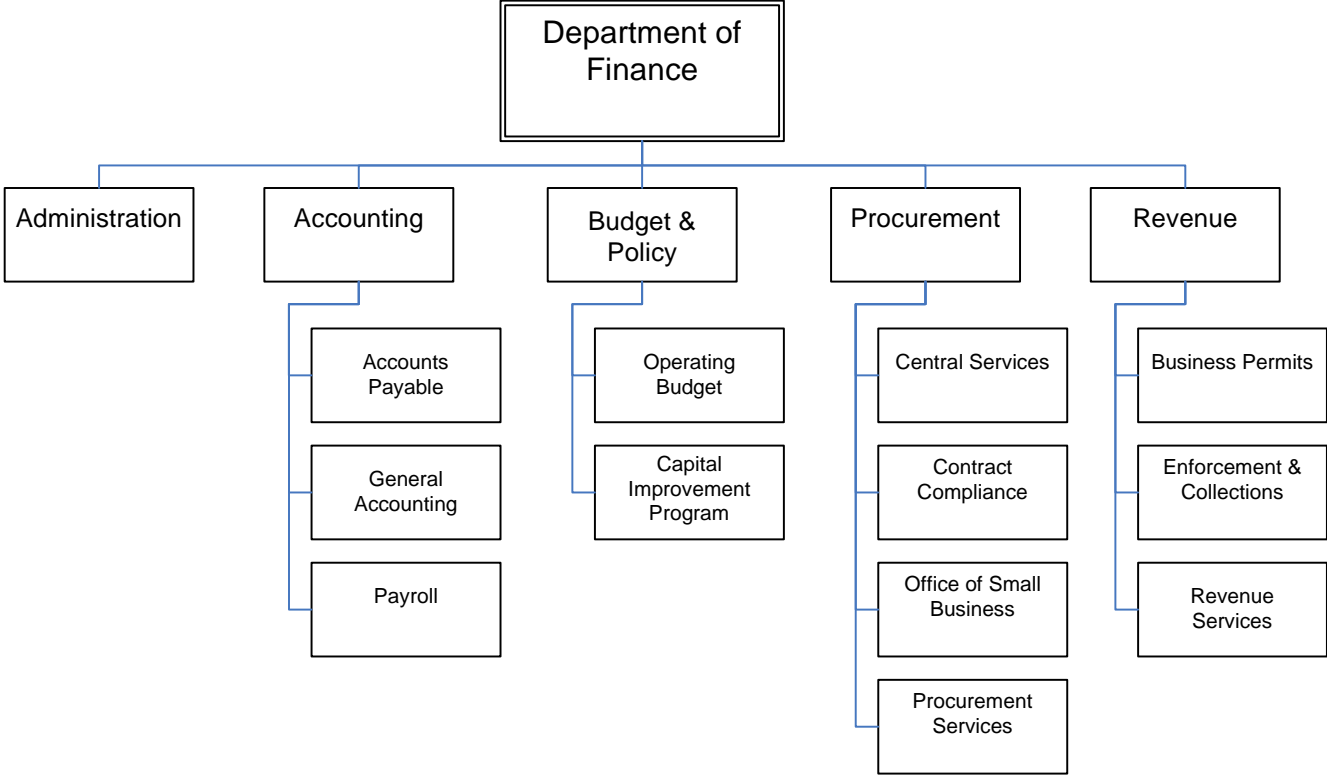 Department of
Finance
Administration
Accounting
Budget &
Policy
Procurement
Revenue
Accounts
Payable
General
Accounting
Payroll
Operating
Budget
Capital
Improvement
Program
Central Services
Contract
Compliance
Office of Small
Business
Procurement
Services
Business Permits
Enforcement &
Collections
Revenue
Services